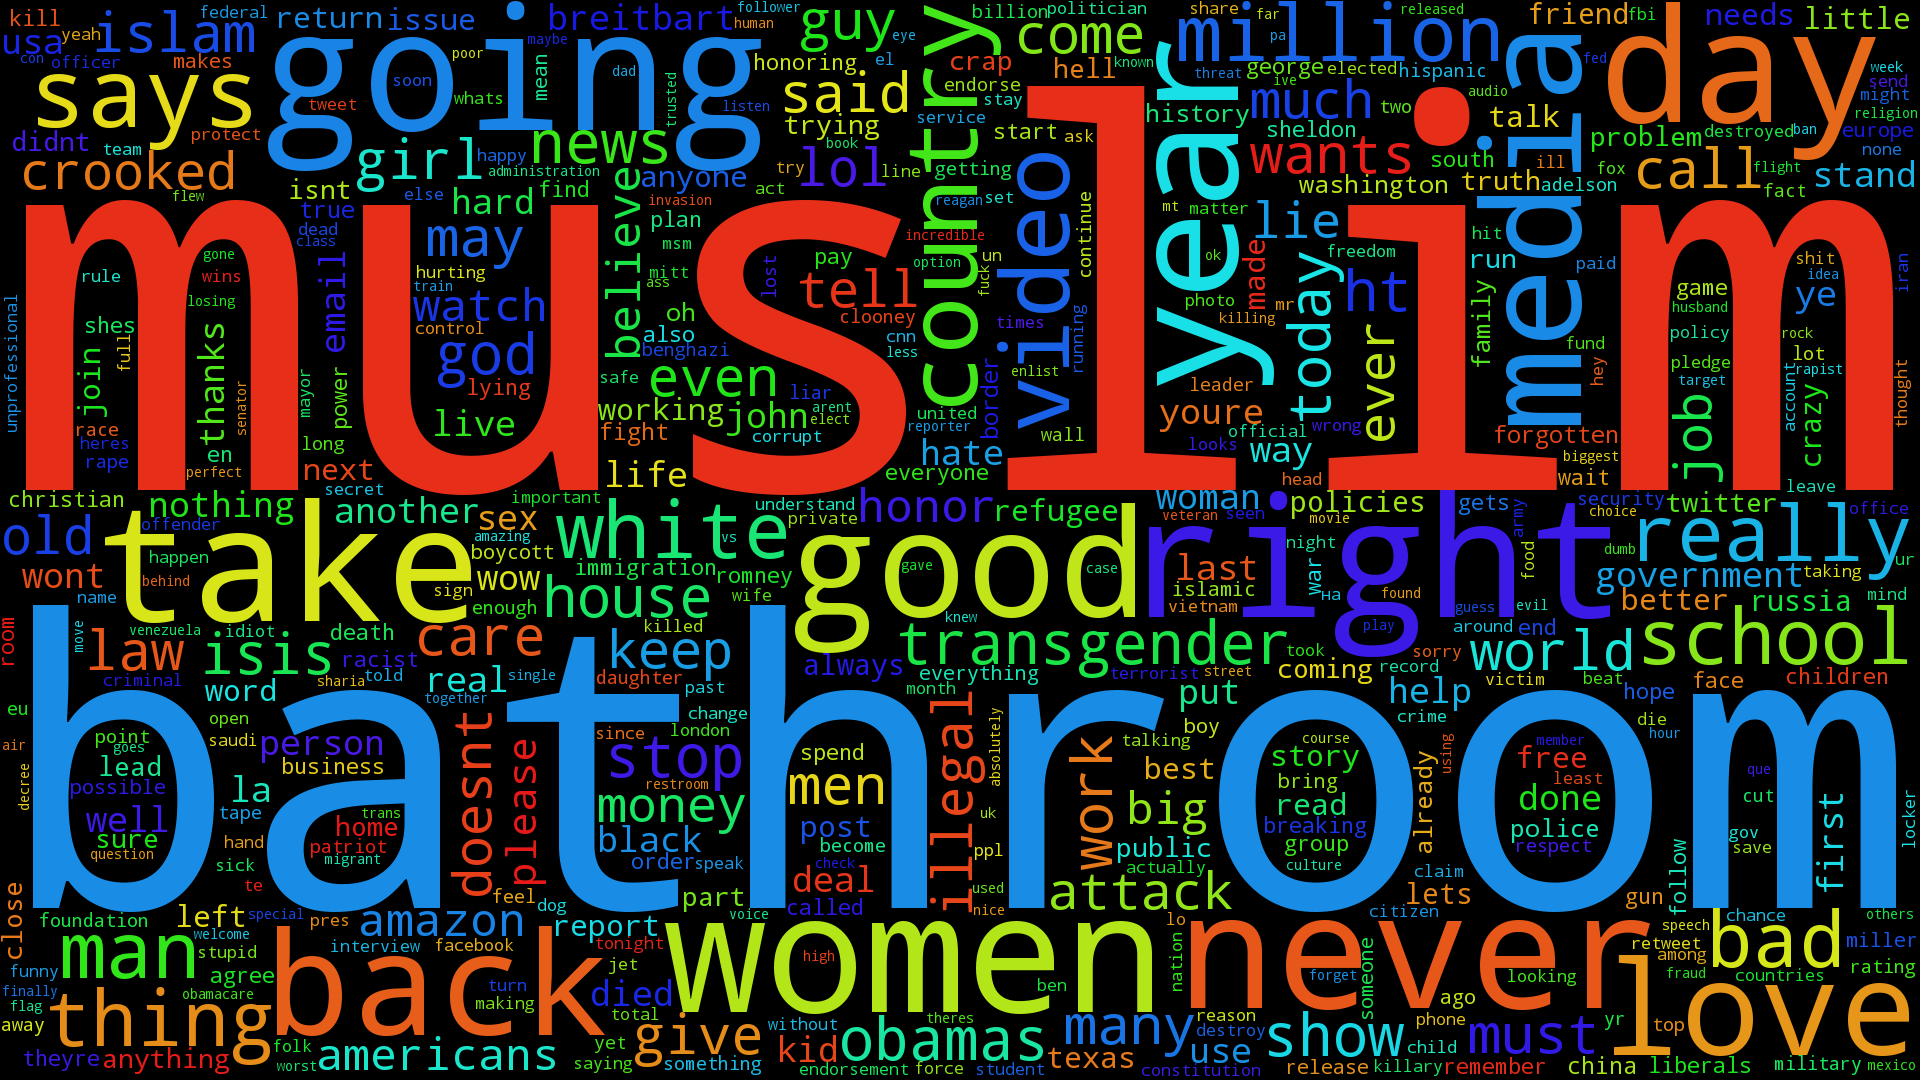 muslim
bathroom
going
day
year
million
media
country
video
says
islam
guy
come
said
news
girl
crooked
usa
kill
yeah
federal
return
issue
breitbart
human
follower
billion
politician
share
far
released
friend
fbi
needs
little
con
officer
makes
soon
poor
maybe
dad
eye
el
known
threat
pa
george
elected
hispanic
fed
week
send
might
religion
tweet
whats
mean
honoring
listen
trusted
crap
hell
endorse
stay
ive
much
two
audio
talk
problem
destroyed
ban
europe
none
didnt
team
protect
happy
administration
trying
book
service
start
ask
history
sheldon
wants
south
ill
fox
flight
call
fact
stand
flew
isnt
else
hard
find
anyone
try
lol
line
act
getting
washington
truth
adelson
true
dead
class
may
invasion
plan
believe
msm
reagan
set
incredible
option
continue
mt
matter
lie
freedom
hit
run
paid
shit
idea
iran
gone
rule
wins
losing
email
hurting
train
watch
control
mitt
ass
lost
pay
tell
clooney
un
fuck
times
ok
photo
made
mr
killing
today
ht
ever
family
fund
hey
game
husband
ye
policy
rock
unprofessional
shes
join
fully
thanks
senator
mayor
power
god
lying
live
oh
also
benghazi
safe
even
liar
cnn
less
enlist
running
leader
youre
official
wrong
looks
way
pledge
target
lot
rapist
account
crazy
job
thought
race
heres
rape
en
perfect
long
next
secret
working
john
arent
elect
corrupt
fight
life
united
reporter
border
wall
hate
everyone
forgotten
biggest
wait
leave
head
christian
nothing
another
important
understand
private
honor
refugee
woman
veteran
seen
policies
movie
gets
army
security
choice
twitter
office
old
offender
take
sex
amazing
boycott
wow
white
vs
good
gave
case
right
last
night
islamic
war
на
found
food
dumb
really
ur
government
taking
wont
happen
behind
name
sign
enough
immigration
house
romney
wife
knew
vietnam
guess
evil
better
russia
mind
room
move
venezuela
idiot
death
killed
care
keep
transgender
play
around
end
school
law
isis
racist
told
criminal
sharia
word
real
single
together
daughter
past
always
everything
month
took
terrorist
street
coming
sorry
record
world
victim
beat
hope
face
children
eu
air
point
goes
lead
open
saudi
person
business
doesnt
please
since
change
london
stop
spend
illegal
absolutely
put
boy
help
crime
talking
course
story
bring
already
using
member
free
least
die
hour
que
cut
decree
possible
well
sure
question
la
tape
hand
trans
home
patriot
migrant
sick
te
restroom
money
black
order
speak
men
post
become
check
uk
ppl
work
best
big
public
actually
read
breaking
group
culture
done
police
respect
gov
save
first
locker
close
foundation
left
special
pres
amazon
feel
dog
report
part
voice
deal
called
used
nice
attack
lo
citizen
claim
lets
gun
follow
chance
speech
others
man
welcome
stupid
interview
facebook
tonight
women
high
never
nation
forget
someone
looking
retweet
among
bad
miller
funny
agree
back
jet
turn
making
died
total
ben
fraud
countries
rating
finally
flag
away
thing
obamacare
folk
worst
theyre
anything
americans
yet
saying
give
something
without
kid
theres
obamas
endorsement
force
student
many
texas
constitution
reason
destroy
use
show
release
child
phone
ago
killary
must
remember
yr
top
love
china
liberals
military
mexico